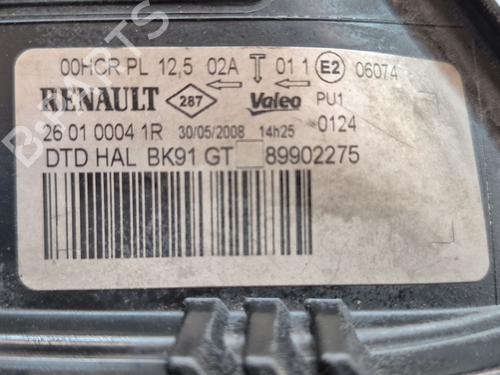 00HCR PL 12,5 02A 01 1 E2 06074
RENAULT 287 Valeo PU1
26 01 0004 1R 30/05/2008 14h25 0124
DTD HAL BK91 GT 89902275
B-PARTS